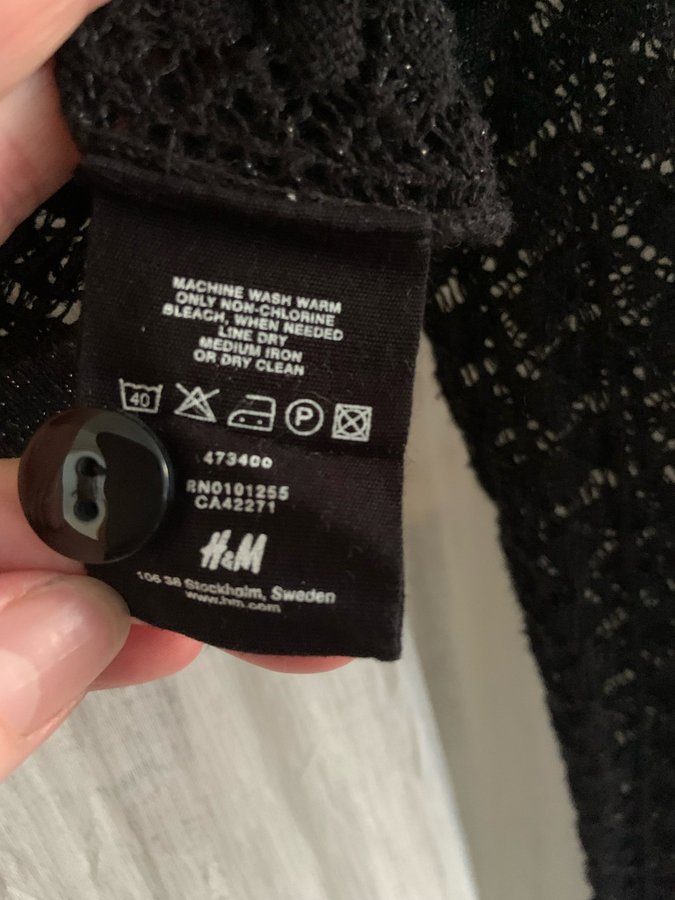 MACHINE WASH WARM
ONLY NON-CHLORINE
BLEACH, WHEN NEEDED
LINE DRY
MEDIUM IRON
OR DRY CLEAN
40 P
473400
RN0101255
CA42271
H&M
106 38 Stockholm, Sweden
www.hm.com